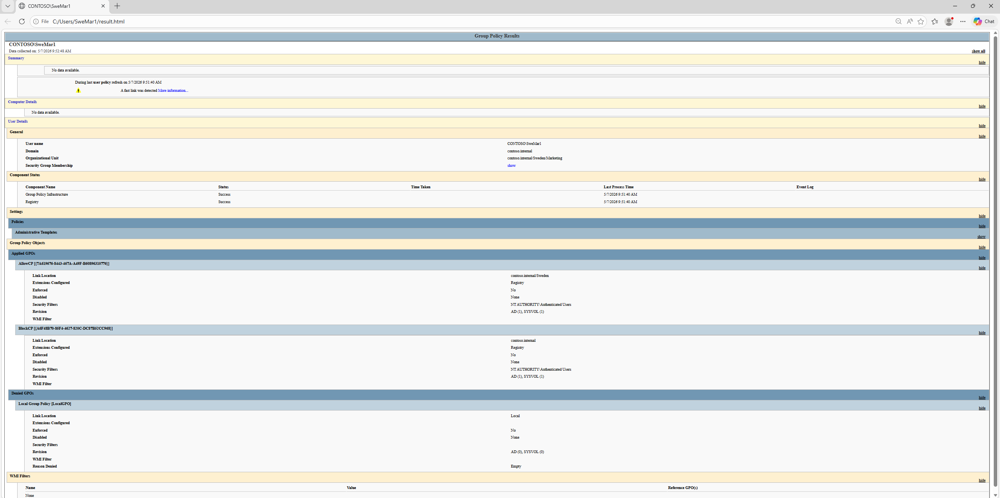 CONTOSO\SweMar1
File C:/Users/SweMar1/result.html
Chat
Group Policy Results
CONTOSO\SweMar1
Data collected on: 5/7/2026 9:52:48 AM
show all
Summary
hide
No data available.
During last user policy refresh on 5/7/2026 9:51:40 AM
A fast link was detected More information...
Computer Details
hide
No data available.
User Details
hide
General
hide
User name CONTOSO\SweMar1
Domain contoso.internal
Organizational Unit contoso.internal/Sweden/Marketing
Security Group Membership show
Component Status
hide
Component Name Status Time Taken Last Process Time Event Log
Group Policy Infrastructure Success 5/7/2026 9:51:40 AM
Registry Success 5/7/2026 9:51:40 AM
Settings
hide
Policies
hide
Administrative Templates
show
Group Policy Objects
hide
Applied GPOs
hide
AllowCP [{7A619676-8443-467A-A49F-B60896310776}]
hide
Link Location contoso.internal/Sweden
Extensions Configured Registry
Enforced No
Disabled None
Security Filters NT AUTHORITY\Authenticated Users
Revision AD (1), SYSVOL (1)
WMI Filter
BlockCP [{A6F48B70-85F4-4627-820C-DC87B52CC968}]
hide
Link Location contoso.internal
Extensions Configured Registry
Enforced No
Disabled None
Security Filters NT AUTHORITY\Authenticated Users
Revision AD (1), SYSVOL (1)
WMI Filter
Denied GPOs
hide
Local Group Policy [LocalGPO]
hide
Link Location Local
Extensions Configured
Enforced No
Disabled None
Security Filters
Revision AD (0), SYSVOL (0)
WMI Filter
Reason Denied Empty
WMI Filters
hide
Name Value Reference GPO(s)
None